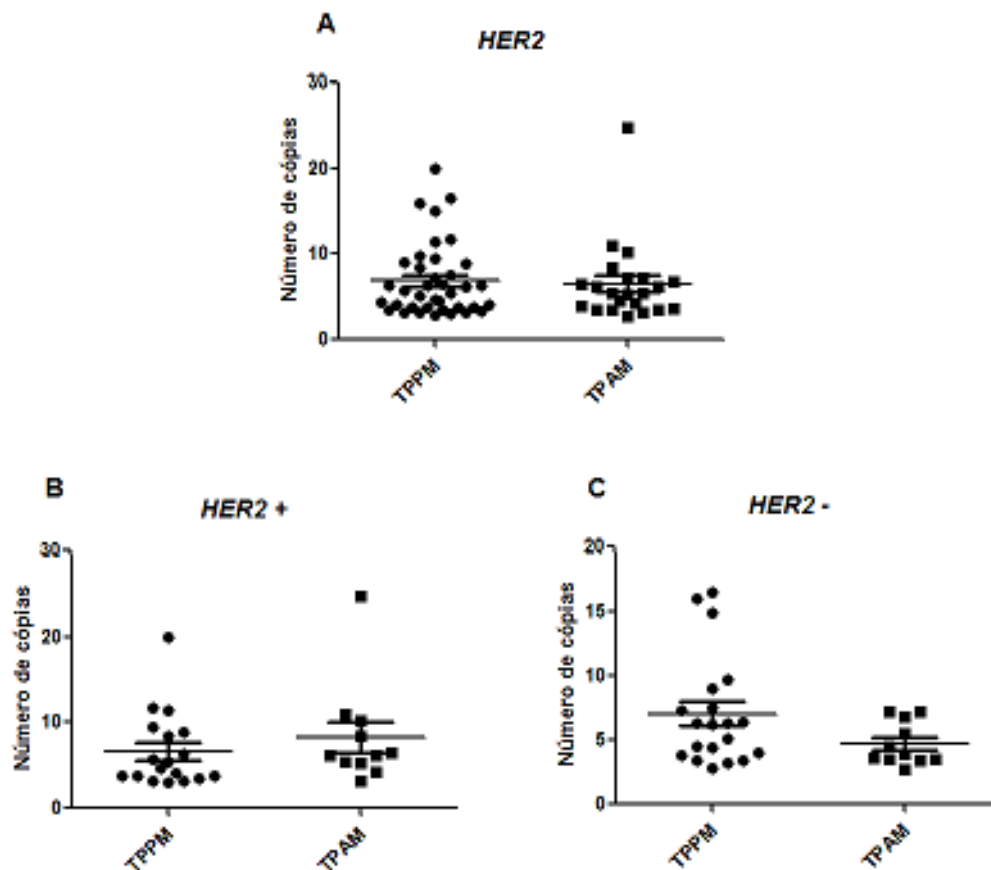 A
HER2
Número de cópias
30
20
10
0
TPPM
TPAM
B
HER2 +
Número de cópias
30
20
10
0
TPPM
TPAM
C
HER2 -
Número de cópias
20
15
10
5
0
TPPM
TPAM